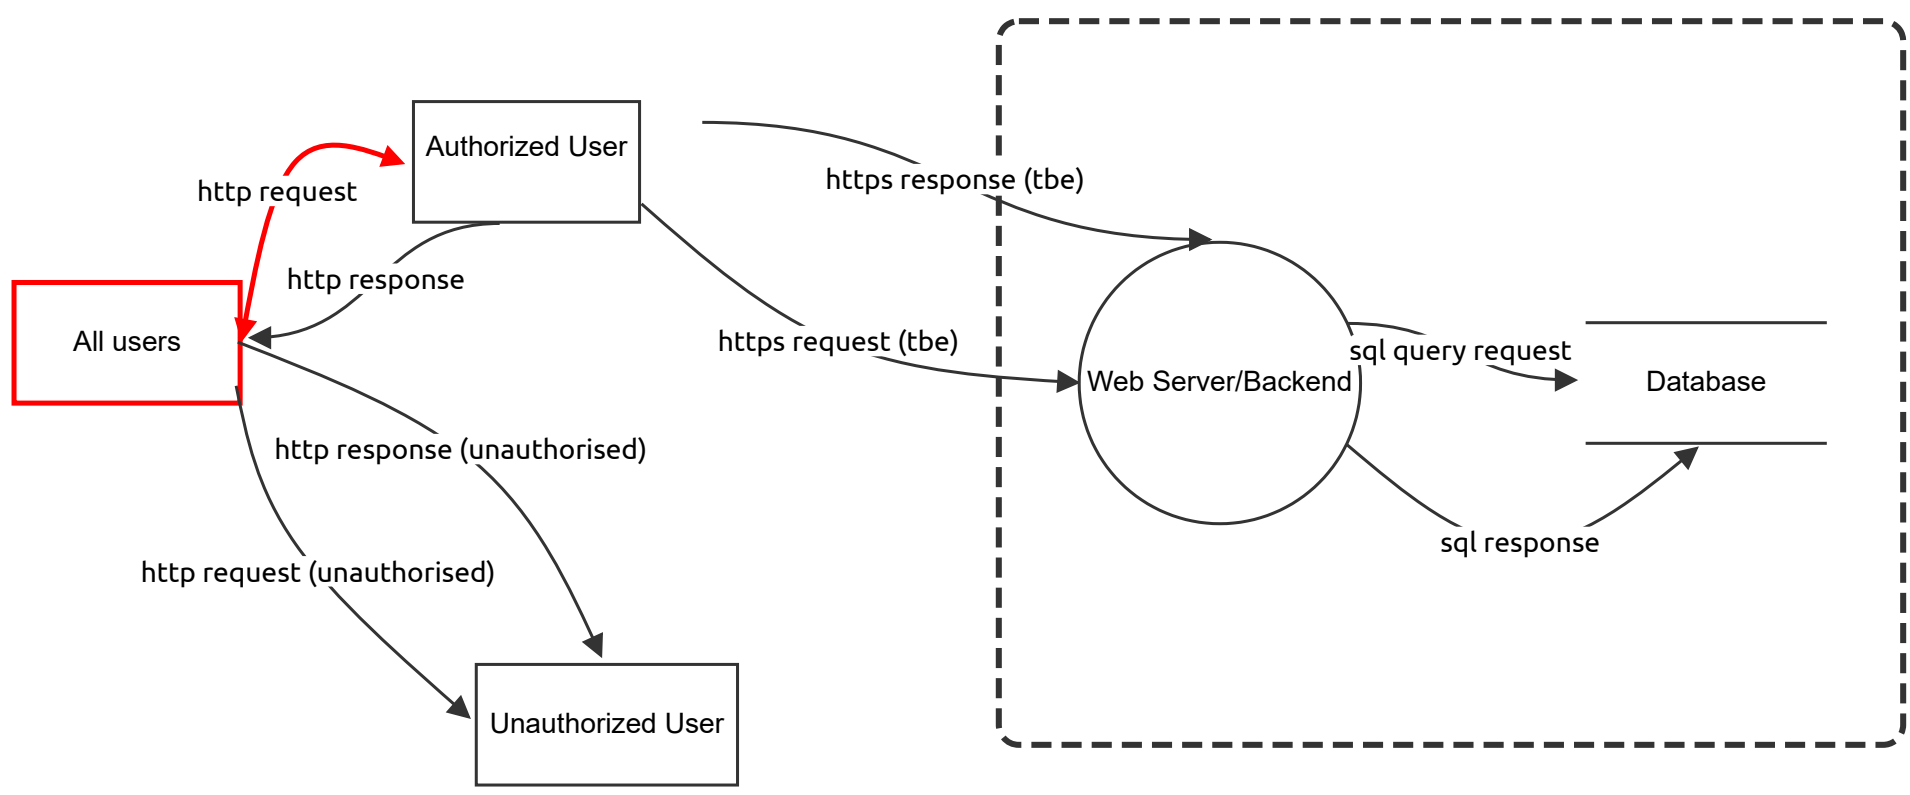 Authorized User
https response (tbe)
http request
http response
All users
https request (tbe)
sql query request
Web Server/Backend
Database
http response (unauthorised)
sql response
http request (unauthorised)
Unauthorized User